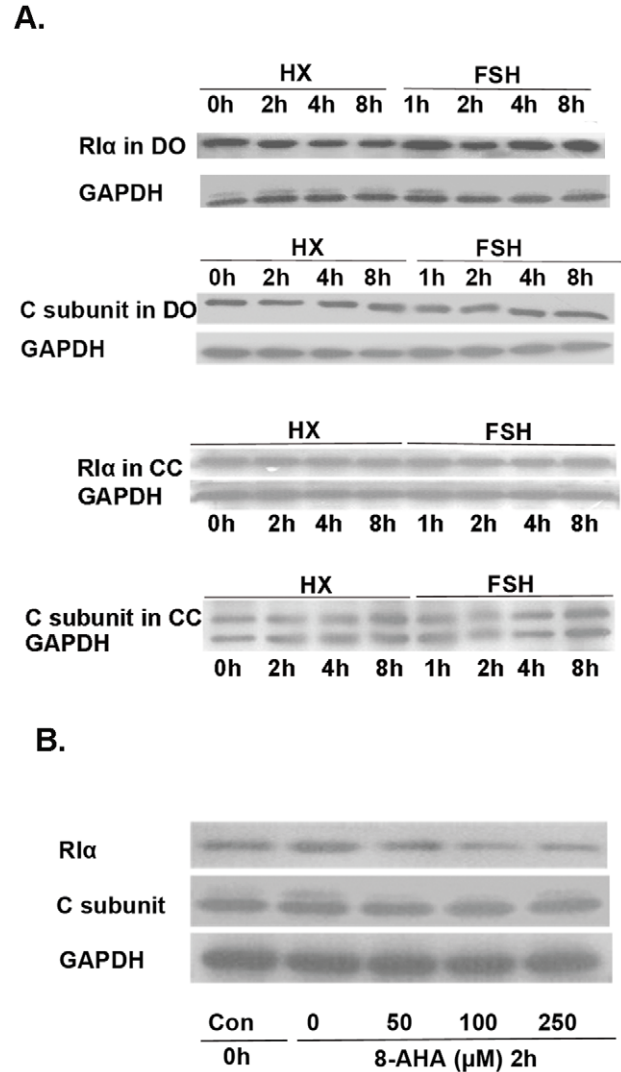 A.
HX FSH
0h 2h 4h 8h 1h 2h 4h 8h
RIα in DO
GAPDH
HX FSH
0h 2h 4h 8h 1h 2h 4h 8h
C subunit in DO
GAPDH
HX FSH
RIα in CC
GAPDH
0h 2h 4h 8h 1h 2h 4h 8h
HX FSH
C subunit in CC
GAPDH
0h 2h 4h 8h 1h 2h 4h 8h
B.
RIα
C subunit
GAPDH
Con 0 50 100 250
0h 8-AHA (µM) 2h